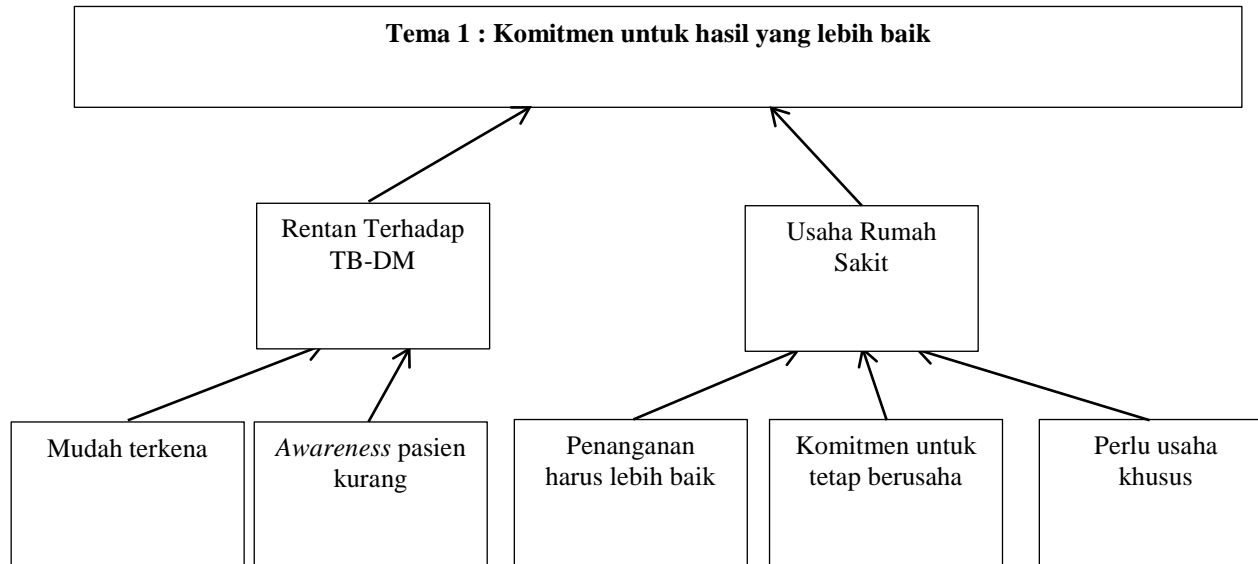 Tema 1 : Komitmen untuk hasil yang lebih baik
Rentan Terhadap
TB-DM
Usaha Rumah
Sakit
Mudah terkena
Awareness pasien
kurang
Penanganan
harus lebih baik
Komitmen untuk
tetap berusaha
Perlu usaha
khusus